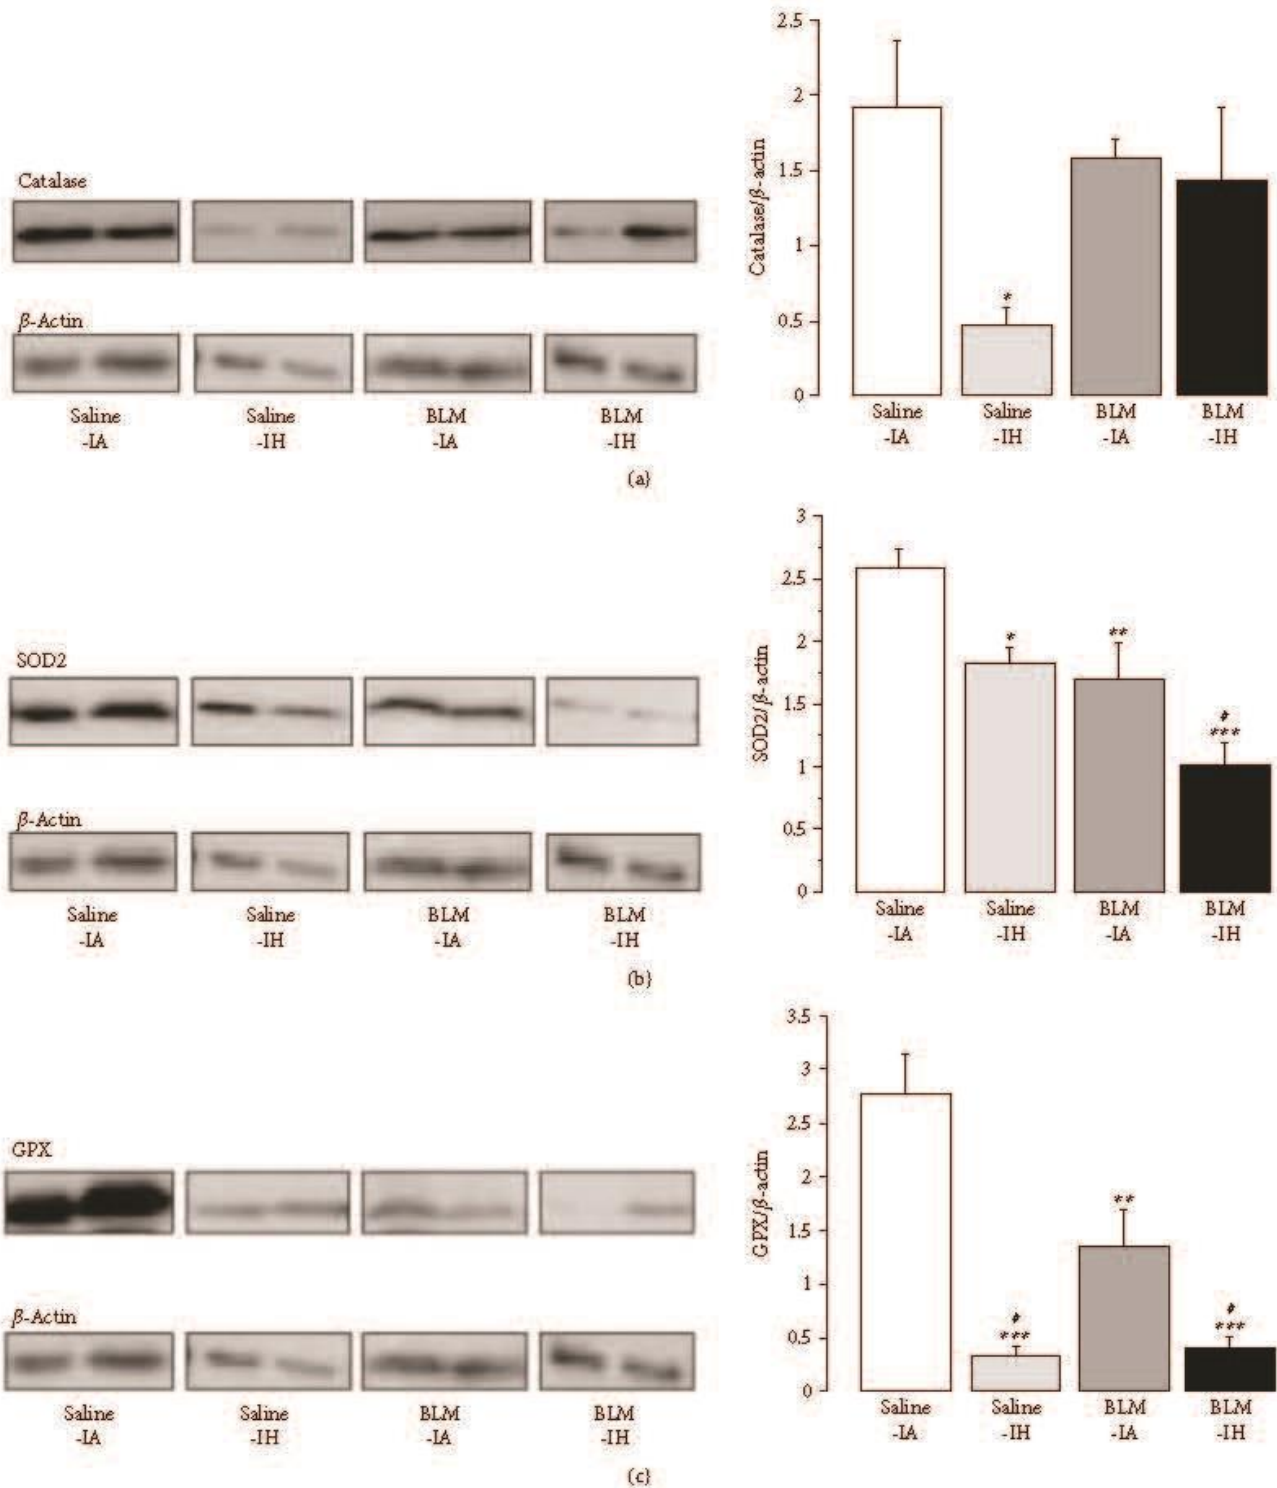 Catalase
β-Actin
Saline
-IA
Saline
-IH
BLM
-IA
BLM
-IH
2.5
2
1.5
1
0.5
0
Catalase/β-actin
*
Saline
-IA
Saline
-IH
BLM
-IA
BLM
-IH
(a)
SOD2
β-Actin
Saline
-IA
Saline
-IH
BLM
-IA
BLM
-IH
3
2.5
2
1.5
1
0.5
0
SOD2/β-actin
*
**
#
***
Saline
-IA
Saline
-IH
BLM
-IA
BLM
-IH
(b)
GPX
β-Actin
Saline
-IA
Saline
-IH
BLM
-IA
BLM
-IH
3.5
3
2.5
2
1.5
1
0.5
0
GPX/β-actin
#
***
**
#
***
Saline
-IA
Saline
-IH
BLM
-IA
BLM
-IH
(c)